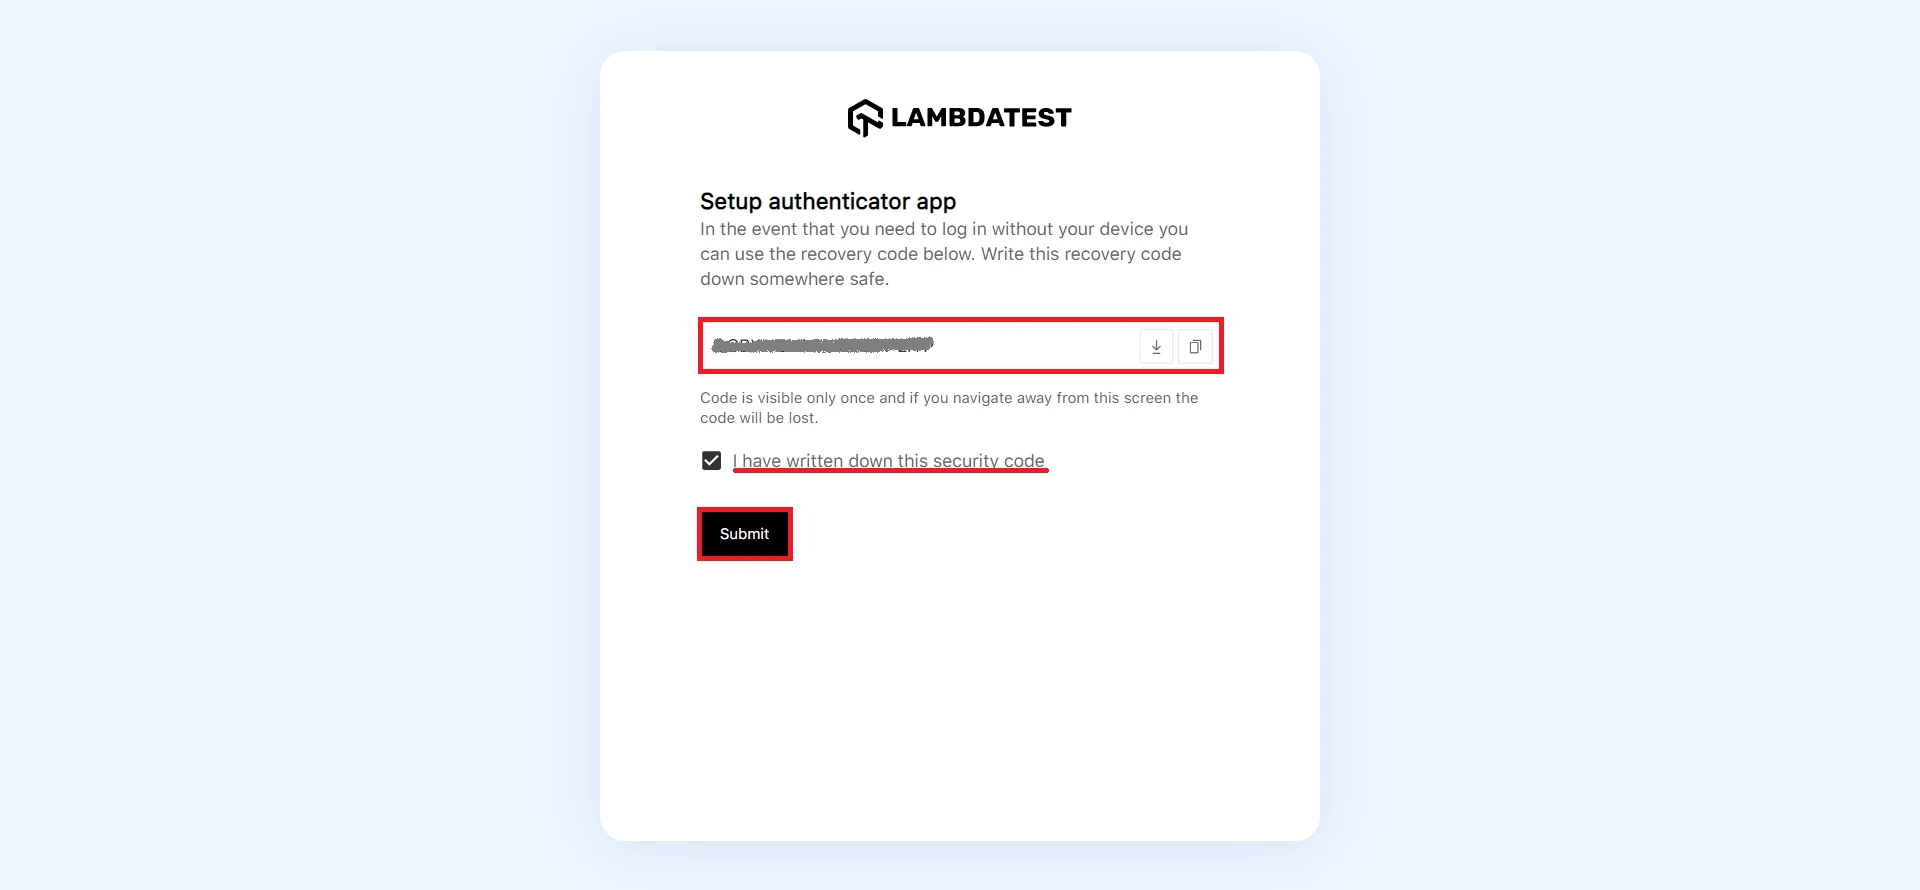 LAMBDATEST
Setup authenticator app
In the event that you need to log in without your device you
can use the recovery code below. Write this recovery code
down somewhere safe.
Code is visible only once and if you navigate away from this screen the
code will be lost.
I have written down this security code
Submit